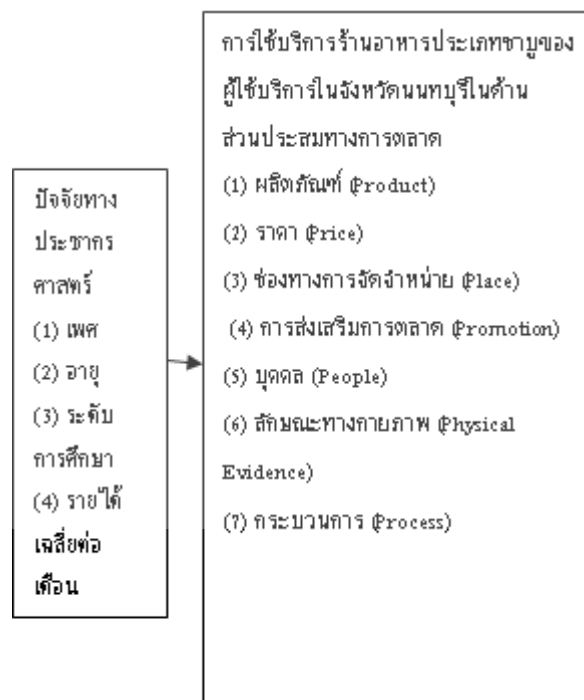 ปัจจัยทาง
ประชากร
ศาสตร์
(1) เพศ
(2) อายุ
(3) ระดับ
การศึกษา
(4) รายได้
เฉลี่ยต่อ
เดือน
การใช้บริการร้านอาหารประเภทชาบูของ
ผู้ใช้บริการในจังหวัดนนทบุรีในด้าน
ส่วนประสมทางการตลาด
(1) ผลิตภัณฑ์ (Product)
(2) ราคา (Price)
(3) ช่องทางการจัดจำหน่าย (Place)
(4) การส่งเสริมการตลาด (Promotion)
(5) บุคคล (People)
(6) ลักษณะทางกายภาพ (Physical
Evidence)
(7) กระบวนการ (Process)